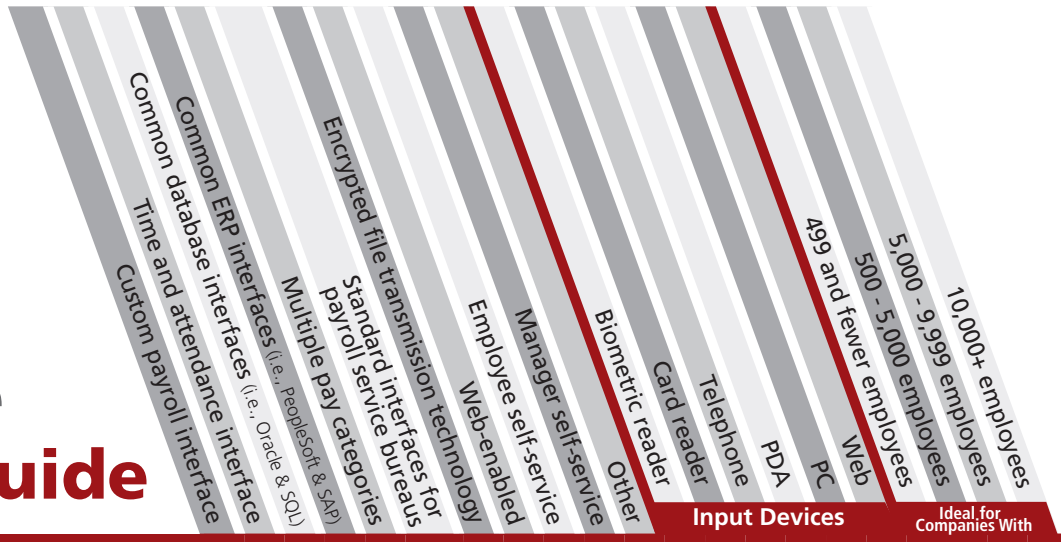 Custom payroll interface
Time and attendance interface
Common database interfaces (i.e., Oracle & SQL)
Common ERP interfaces (i.e., PeopleSoft & SAP)
Multiple pay categories
Standard interfaces for
payroll service bureaus
Encrypted file transmission technology
Web-enabled
Employee self-service
Manager self-service
Other
Biometric reader
Card reader
Telephone
PDA
PC
Web
499 and fewer employees
500 - 5,000 employees
5,000 - 9,999 employees
10,000+ employees
uide
Input Devices
Ideal for
Companies With